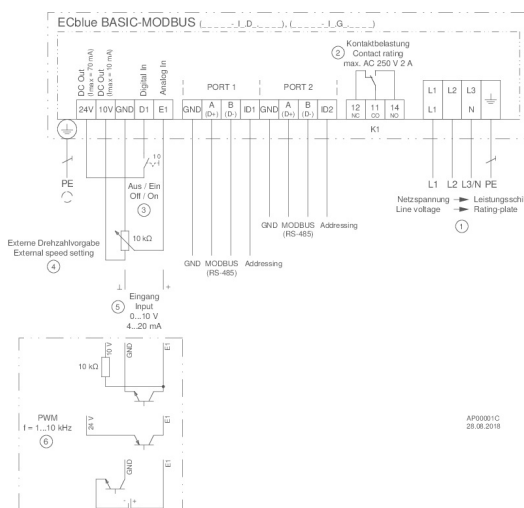 ECblue BASIC-MODBUS (_ _ _ _ _-_ I_D_ . _ _ _), (_ _ _ _ _-_ I_G_ . _ _ _)
Kontaktbelastung
2 Contact rating
max. AC 250 V 2 A
DC Out
(Imax = 70 mA)
DC Out
(Imax = 10 mA)
Digital In
Analog In
PORT 1
PORT 2
24V 10V GND D1 E1 GND A (D+) B (D-) ID1 GND A (D+) B (D-) ID2
12 NC 11 CO 14 NO
L1 L2 L3
L1 N
K1
PE
1 0
Aus / Ein
Off / On
3
L1 L2 L3/N PE
Netzspannung Leistungsschi
Line voltage Rating-plate
1
GND MODBUS Addressing
(RS-485)
10 kΩ
Externe Drehzahlvorgabe
External speed setting
4
GND MODBUS Addressing
(RS-485)
⊥ +
5 Eingang
Input
0...10 V
4...20 mA
10 V
GND
E1
10 kΩ
PWM
f = 1...10 kHz
6
24 V
E1
GND
E1
- +
AP00001C
28.08.2018